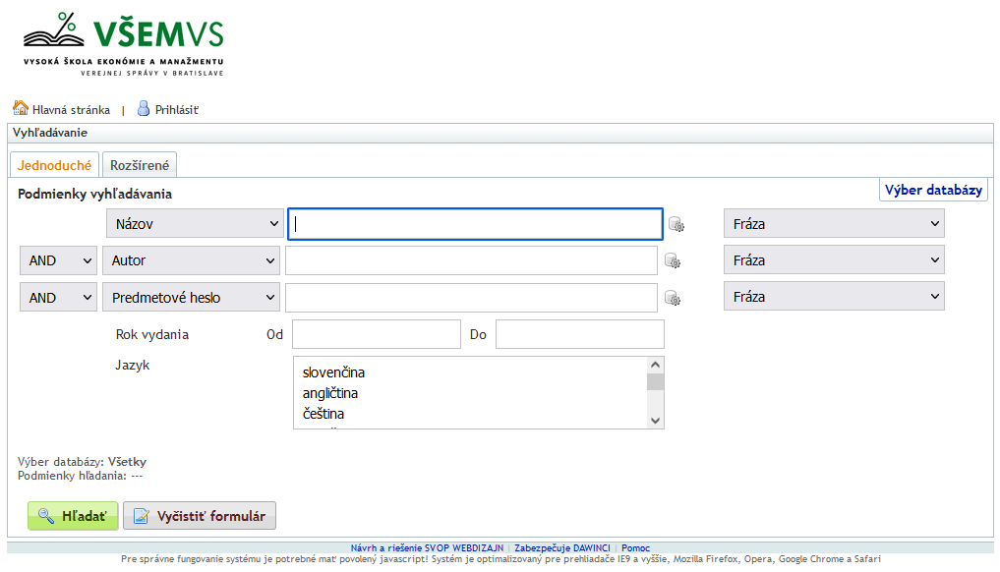 VŠEMVS
VYSOKÁ ŠKOLA EKONÓMIE A MANAŽMENTU
VEREJNEJ SPRÁVY V BRATISLAVE
Hlavná stránka | Prihlásiť
Vyhľadávanie
Jednoduché Rozšírené
Podmienky vyhľadávania Výber databázy
Názov Fráza
AND Autor Fráza
AND Predmetové heslo Fráza
Rok vydania Od Do
Jazyk
slovenčina
angličtina
čeština
Výber databázy: Všetky
Podmienky hľadania: ---
Hľadať Vyčistiť formulár
Návrh a riešenie SVOP WEBDIZAJN | Zabezpečuje DAWINCI | Pomoc
Pre správne fungovanie systému je potrebné mať povolený javascript! Systém je optimalizovaný pre prehliadače IE9 a vyššie, Mozilla Firefox, Opera, Google Chrome a Safari